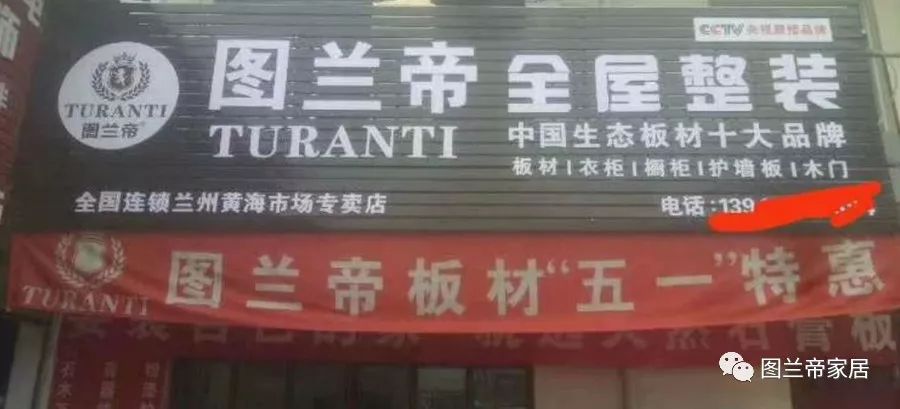 CCTV 央视展播品牌
TURANTI
图兰帝
图兰帝 全屋整装
TURANTI
中国生态板材十大品牌
板材|衣柜|橱柜|护墙板|木门
全国连锁兰州黄海市场专卖店
电话:139
TURANTI
图兰帝板材“五一”特惠
石膏板
图兰帝家居